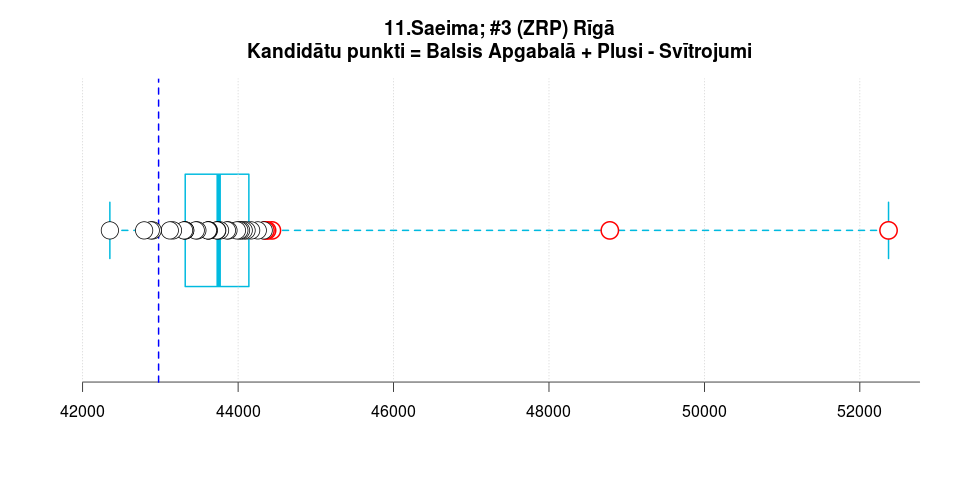 11.Saeima; #3 (ZRP) Rīgā
Kandidātu punkti = Balsis Apgabalā + Plusi - Svītrojumi
42000 44000 46000 48000 50000 52000